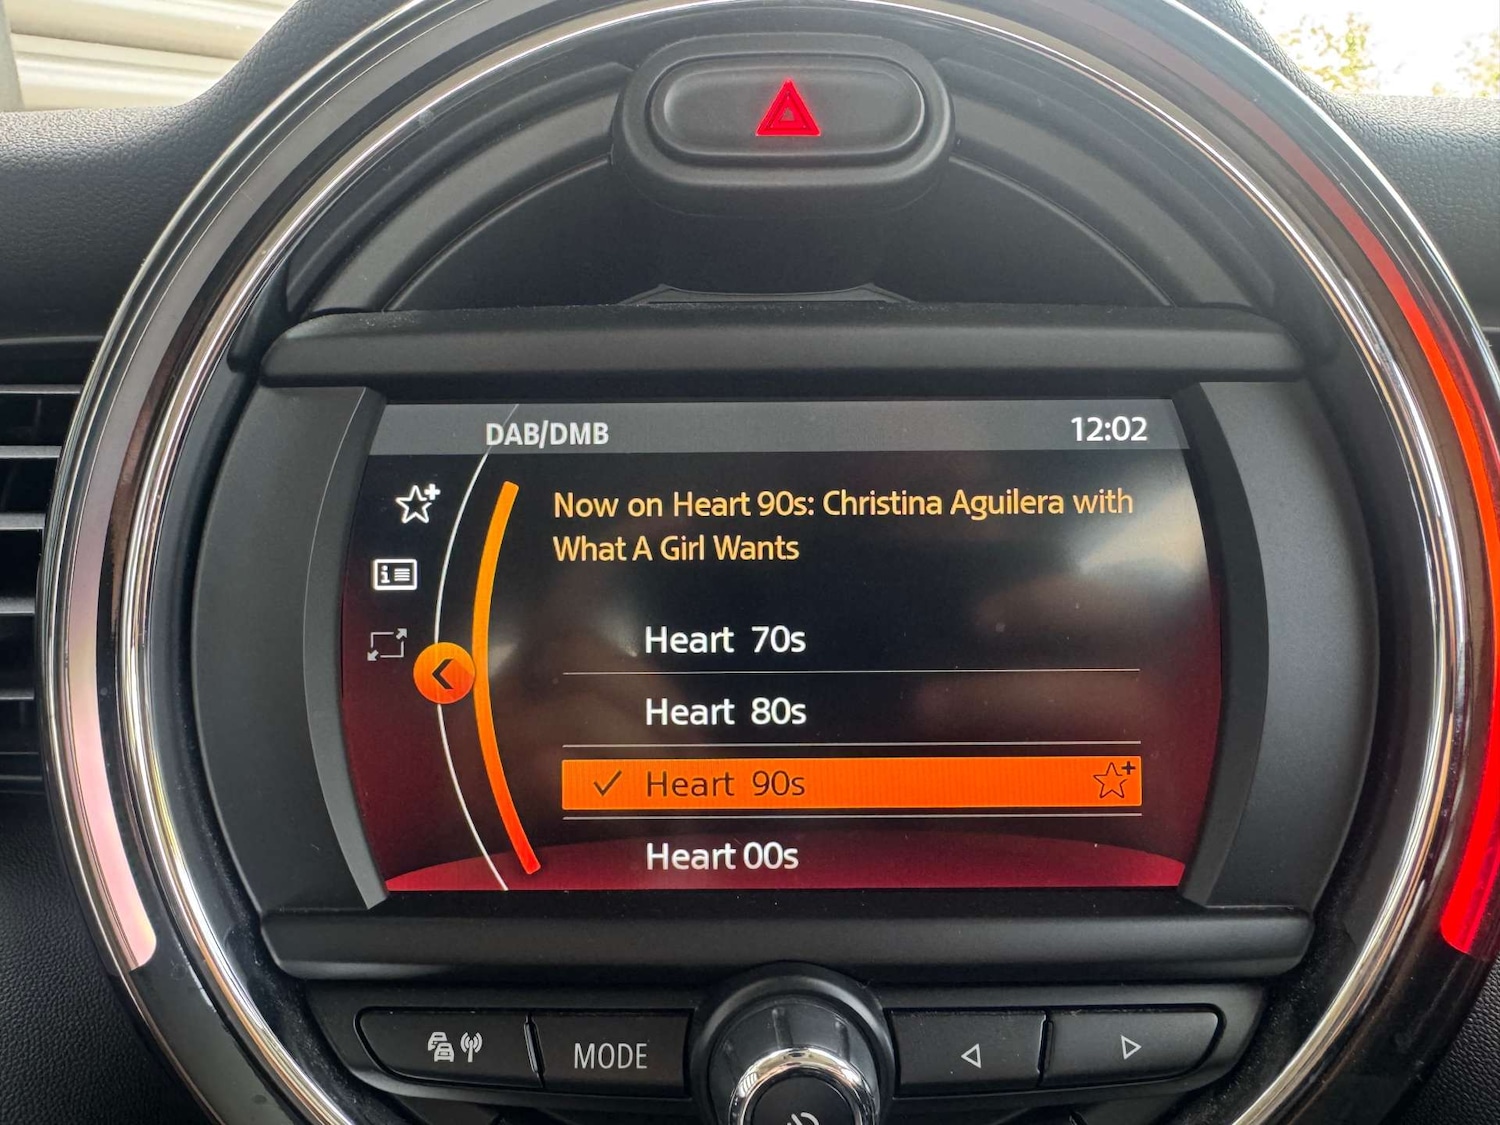 DAB/DMB
12:02
Now on Heart 90s: Christina Aguilera with
What A Girl Wants
Heart 70s
Heart 80s
Heart 90s
Heart 00s
MODE